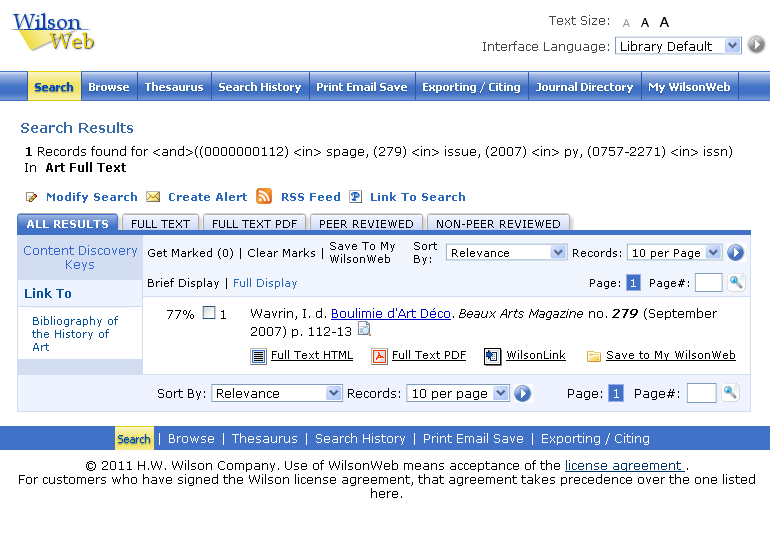 Wilson Web
Text Size: A A A
Interface Language: Library Default
Search Browse Thesaurus Search History Print Email Save Exporting / Citing Journal Directory My WilsonWeb
Search Results
1 Records found for <and>((0000000112) <in> spage, (279) <in> issue, (2007) <in> py, (0757-2271) <in> issn)
In Art Full Text
Modify Search Create Alert RSS Feed Link To Search
ALL RESULTS FULL TEXT FULL TEXT PDF PEER REVIEWED NON-PEER REVIEWED
Content Discovery
Keys
Link To
Bibliography of
the History of
Art
Get Marked (0) | Clear Marks | Save To My
WilsonWeb
Sort
By: Relevance Records: 10 per Page
Brief Display | Full Display
Page: 1 Page#:
77% 1 Wavrin, I. d. Boulimie d'Art Déco. Beaux Arts Magazine no. 279 (September
2007) p. 112-13
Full Text HTML Full Text PDF WilsonLink Save to My WilsonWeb
Sort By: Relevance Records: 10 per page Page: 1 Page#:
Search | Browse | Thesaurus | Search History | Print Email Save | Exporting / Citing
© 2011 H.W. Wilson Company. Use of WilsonWeb means acceptance of the license agreement .
For customers who have signed the Wilson license agreement, that agreement takes precedence over the one listed
here.